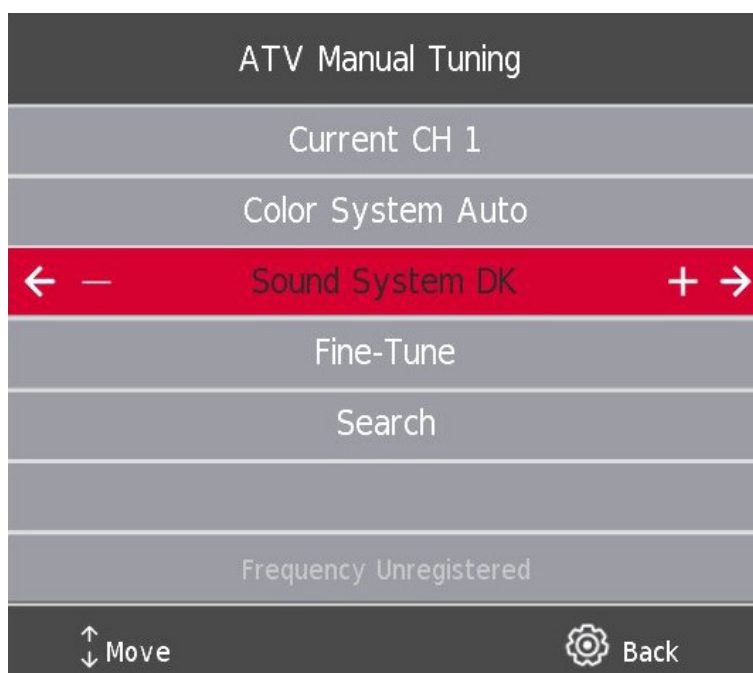 ATV Manual Tuning
Current CH 1
Color System Auto
← − Sound System DK + →
Fine-Tune
Search
Frequency Unregistered
Move Back